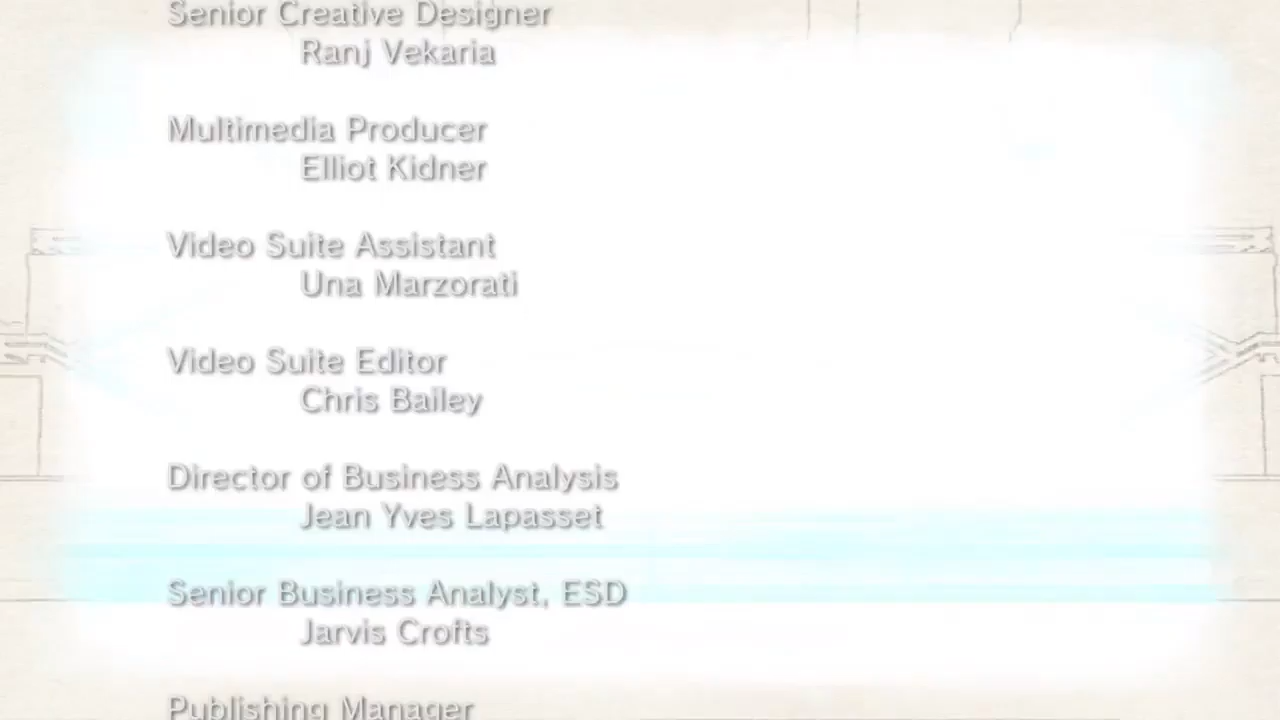 Senior Creative Designer
Ranj Vekaria
Multimedia Producer
Elliot Kidner
Video Suite Assistant
Una Marzorati
Video Suite Editor
Chris Bailey
Director of Business Analysis
Jean Yves Lapasset
Senior Business Analyst, ESD
Jarvis Crofts
Publishing Manager